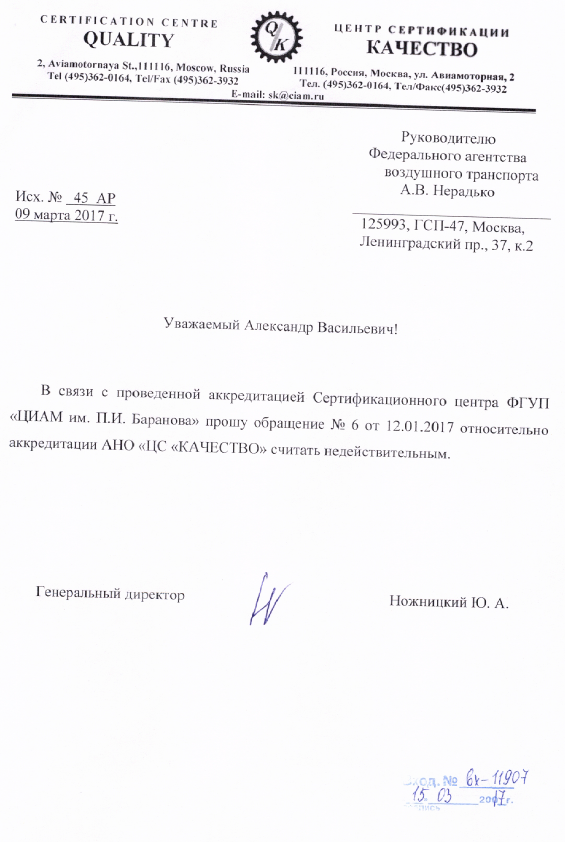 CERTIFICATION CENTRE
QUALITY
2, Aviamotornaya St.,111116, Moscow, Russia
Tel (495)362-0164, Tel/Fax (495)362-3932
QK
ЦЕНТР СЕРТИФИКАЦИИ
КАЧЕСТВО
111116, Россия, Москва, ул. Авиамоторная, 2
Тел. (495)362-0164, Тел/Факс(495)362-3932
E-mail: sk@ciam.ru
Руководителю
Федерального агентства
воздушного транспорта
А.В. Нерадько
Исх. № 45 АР
09 марта 2017 г.
125993, ГСП-47, Москва,
Ленинградский пр., 37, к.2
Уважаемый Александр Васильевич!
В связи с проведенной аккредитацией Сертификационного центра ФГУП
«ЦИАМ им. П.И. Баранова» прошу обращение № 6 от 12.01.2017 относительно
аккредитации АНО «ЦС «КАЧЕСТВО» считать недействительным.
Генеральный директор
Ножницкий Ю. А.
ход. № вх-11907
15. 03 2017г.